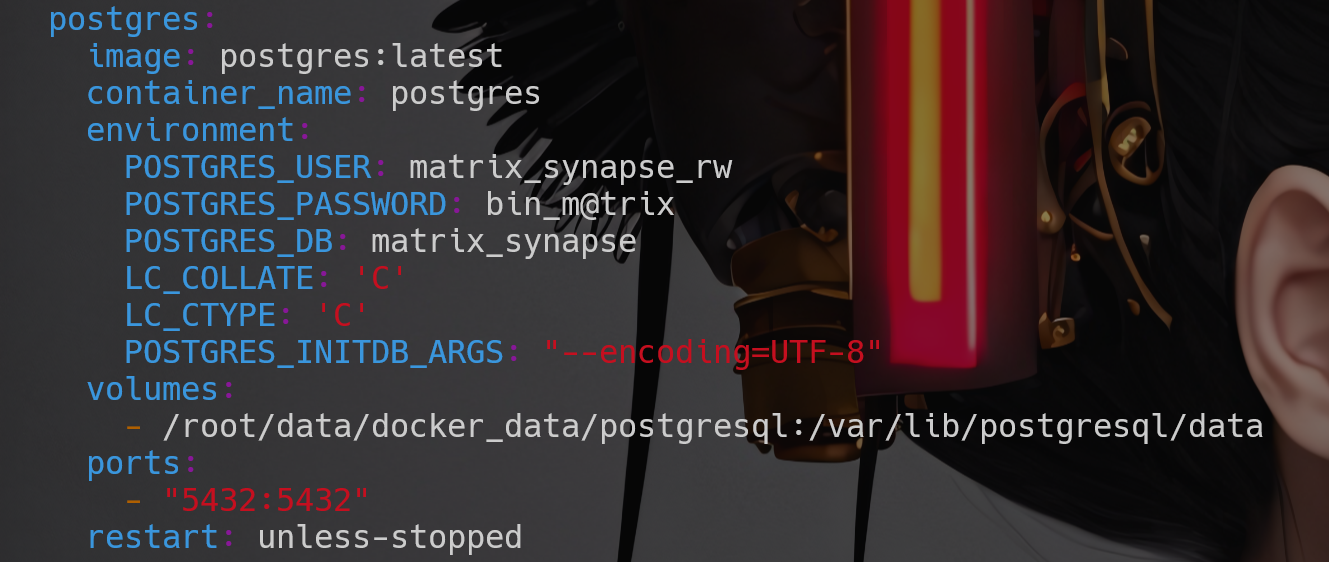 postgres:
image: postgres:latest
container_name: postgres
environment:
POSTGRES_USER: matrix_synapse_rw
POSTGRES_PASSWORD: bin_m@trix
POSTGRES_DB: matrix_synapse
LC_COLLATE: 'C'
LC_CTYPE: 'C'
POSTGRES_INITDB_ARGS: "--encoding=UTF-8"
volumes:
- /root/data/docker_data/postgresql:/var/lib/postgresql/data
ports:
- "5432:5432"
restart: unless-stopped